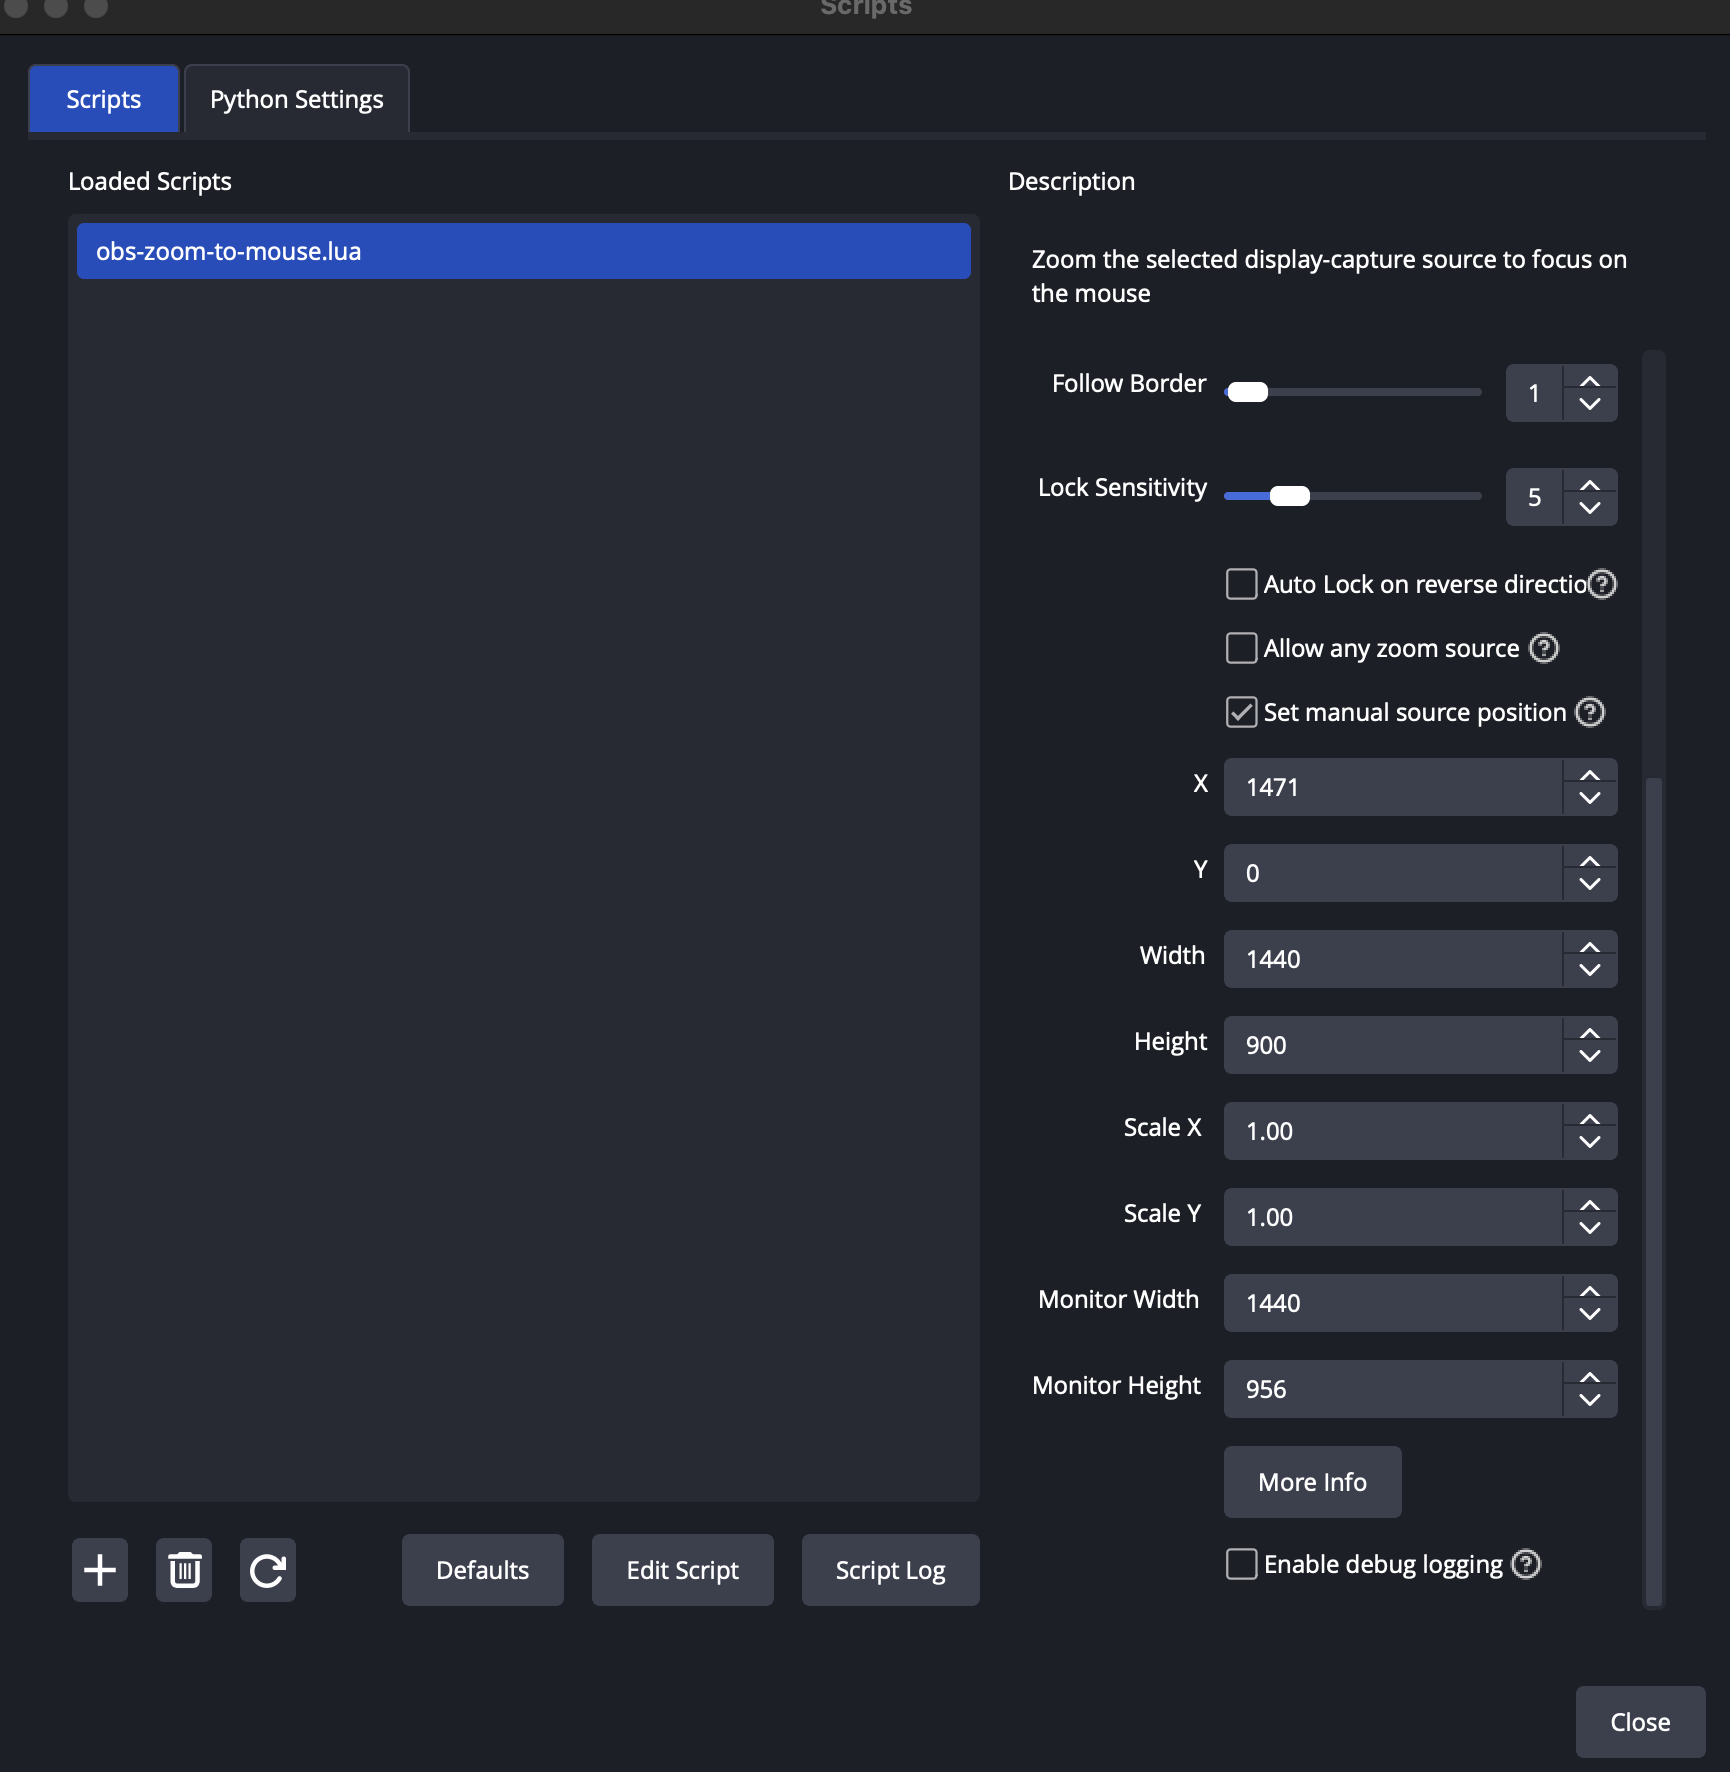 Scripts
Scripts
Python Settings
Loaded Scripts
obs-zoom-to-mouse.lua
Defaults
Edit Script
Script Log
Description
Zoom the selected display-capture source to focus on
the mouse
Follow Border 1
Lock Sensitivity 5
Auto Lock on reverse directio
Allow any zoom source
Set manual source position
X 1471
Y 0
Width 1440
Height 900
Scale X 1.00
Scale Y 1.00
Monitor Width 1440
Monitor Height 956
More Info
Enable debug logging
Close